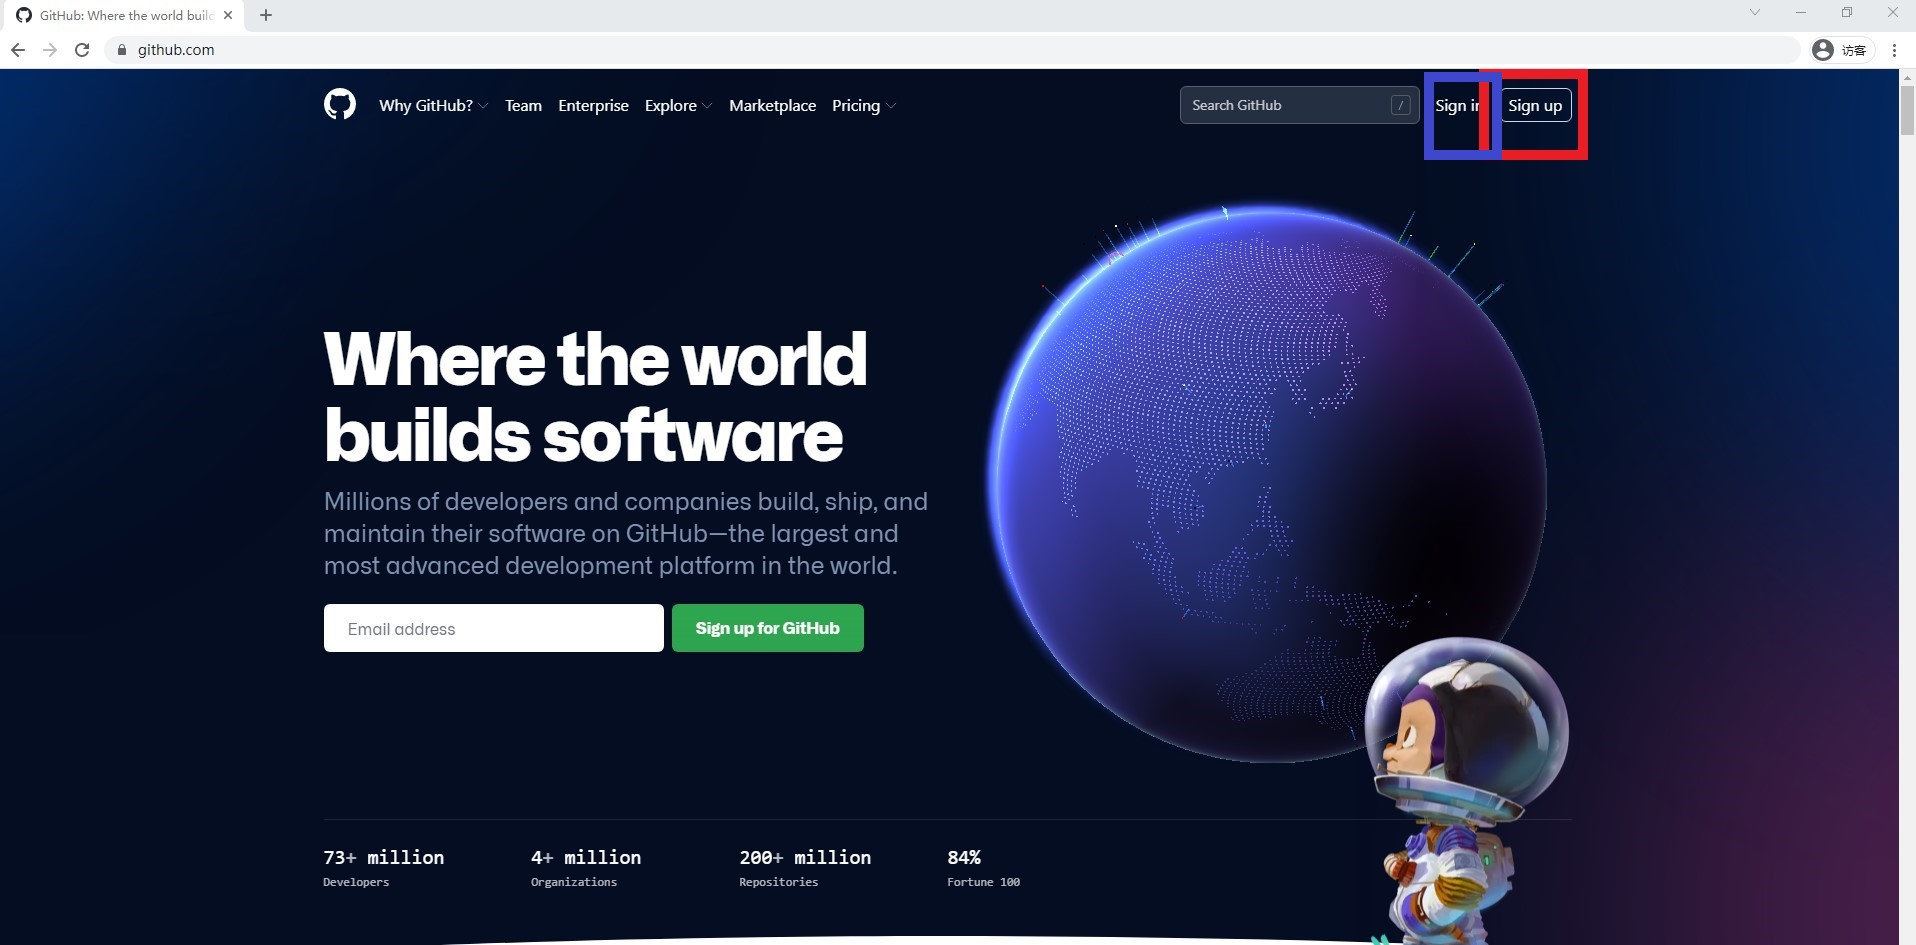 GitHub: Where the world build
github.com
访客
Why GitHub? Team Enterprise Explore Marketplace Pricing Search GitHub / Sign in Sign up
Where the world
builds software
Millions of developers and companies build, ship, and
maintain their software on GitHub—the largest and
most advanced development platform in the world.
Email address Sign up for GitHub
73+ million 4+ million 200+ million 84%
Developers Organizations Repositories Fortune 100